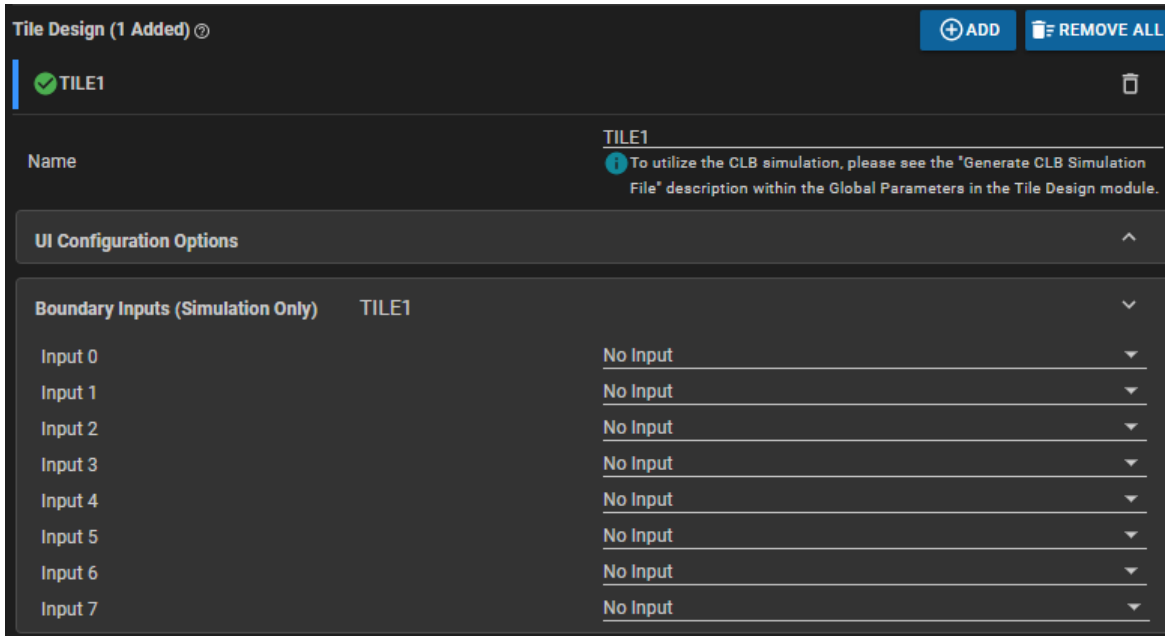 Tile Design (1 Added) ADD REMOVE ALL
TILE1
Name TILE1
To utilize the CLB simulation, please see the "Generate CLB Simulation
File" description within the Global Parameters in the Tile Design module.
UI Configuration Options
Boundary Inputs (Simulation Only) TILE1
Input 0 No Input
Input 1 No Input
Input 2 No Input
Input 3 No Input
Input 4 No Input
Input 5 No Input
Input 6 No Input
Input 7 No Input